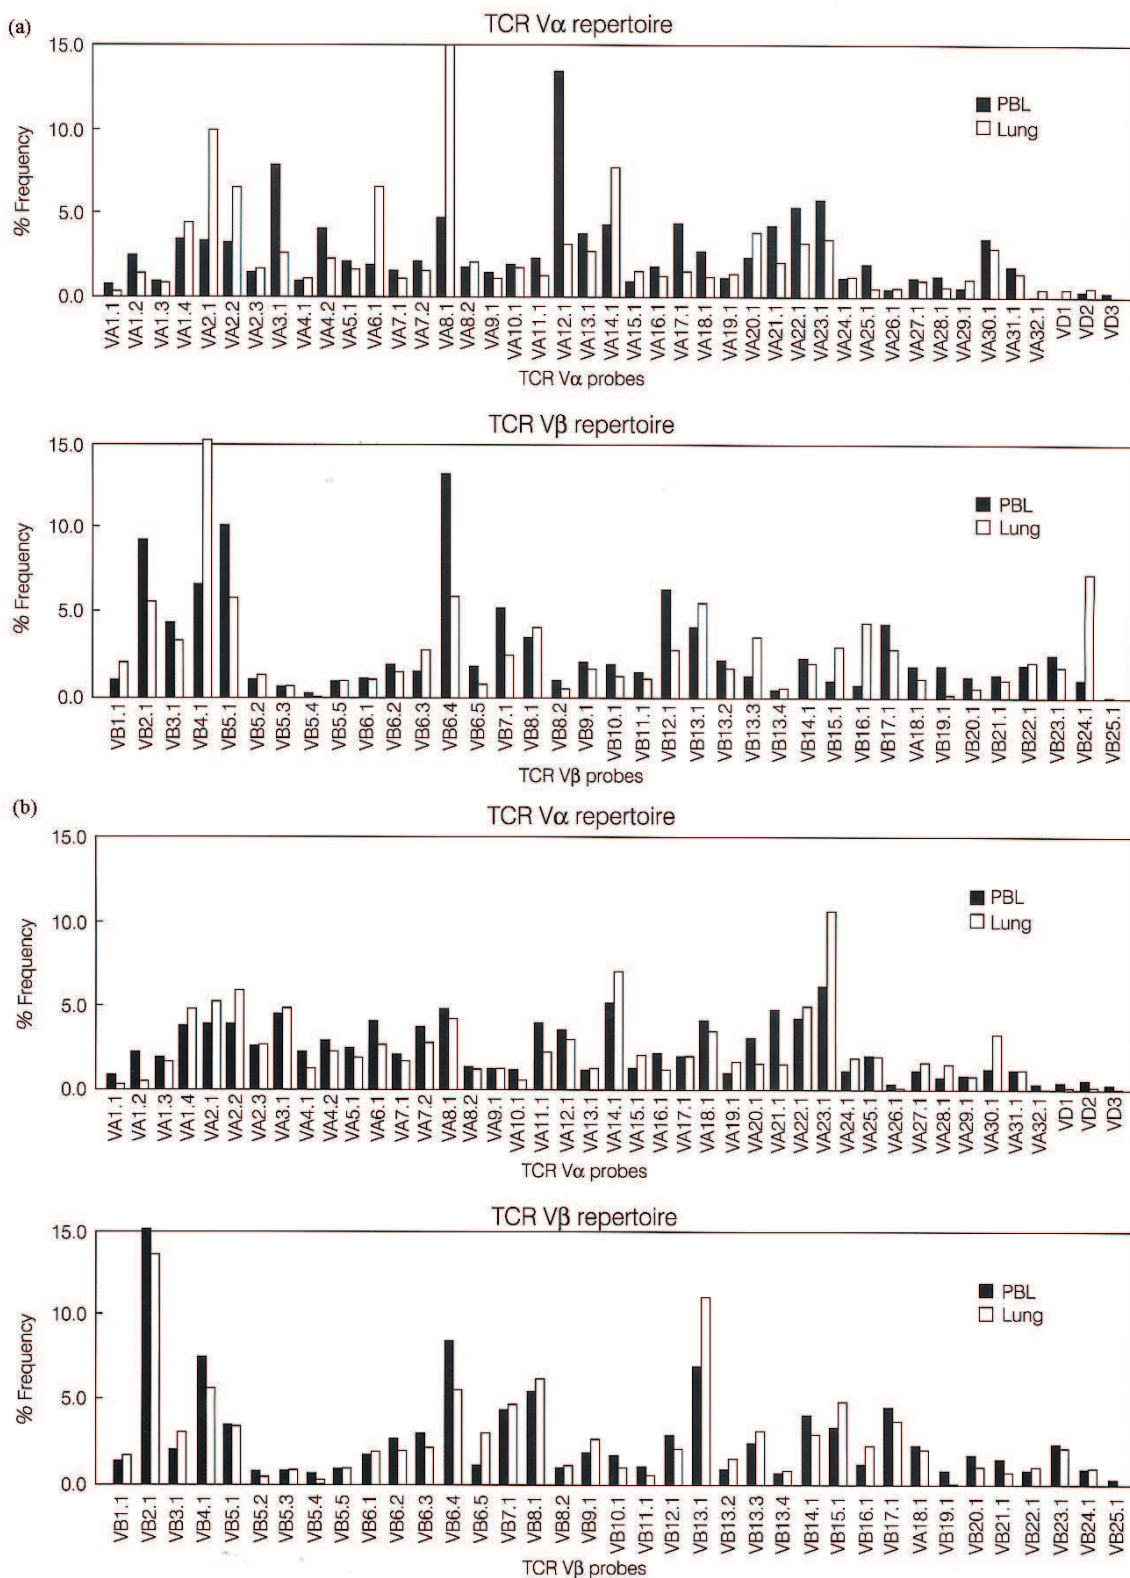 (a)
TCR Vα repertoire
15.0
10.0
5.0
0.0
% Frequency
PBL
Lung
VA1.1 VA1.2 VA1.3 VA1.4 VA2.1 VA2.2 VA2.3 VA3.1 VA4.1 VA4.2 VA5.1 VA6.1 VA7.1 VA7.2 VA8.1 VA8.2 VA9.1 VA10.1 VA11.1 VA12.1 VA13.1 VA14.1 VA15.1 VA16.1 VA17.1 VA18.1 VA19.1 VA20.1 VA21.1 VA22.1 VA23.1 VA24.1 VA25.1 VA26.1 VA27.1 VA28.1 VA29.1 VA30.1 VA31.1 VA32.1 VD1 VD2 VD3
TCR Vα probes
TCR Vβ repertoire
15.0
10.0
5.0
0.0
% Frequency
PBL
Lung
VB1.1 VB2.1 VB3.1 VB4.1 VB5.1 VB5.2 VB5.3 VB5.4 VB5.5 VB6.1 VB6.2 VB6.3 VB6.4 VB6.5 VB7.1 VB8.1 VB8.2 VB9.1 VB10.1 VB11.1 VB12.1 VB13.1 VB13.2 VB13.3 VB13.4 VB14.1 VB15.1 VB16.1 VB17.1 VA18.1 VB19.1 VB20.1 VB21.1 VB22.1 VB23.1 VB24.1 VB25.1
TCR Vβ probes
(b)
TCR Vα repertoire
15.0
10.0
5.0
0.0
% Frequency
PBL
Lung
VA1.1 VA1.2 VA1.3 VA1.4 VA2.1 VA2.2 VA2.3 VA3.1 VA4.1 VA4.2 VA5.1 VA6.1 VA7.1 VA7.2 VA8.1 VA8.2 VA9.1 VA10.1 VA11.1 VA12.1 VA13.1 VA14.1 VA15.1 VA16.1 VA17.1 VA18.1 VA19.1 VA20.1 VA21.1 VA22.1 VA23.1 VA24.1 VA25.1 VA26.1 VA27.1 VA28.1 VA29.1 VA30.1 VA31.1 VA32.1 VD1 VD2 VD3
TCR Vα probes
TCR Vβ repertoire
15.0
10.0
5.0
0.0
% Frequency
PBL
Lung
VB1.1 VB2.1 VB3.1 VB4.1 VB5.1 VB5.2 VB5.3 VB5.4 VB5.5 VB6.1 VB6.2 VB6.3 VB6.4 VB6.5 VB7.1 VB8.1 VB8.2 VB9.1 VB10.1 VB11.1 VB12.1 VB13.1 VB13.2 VB13.3 VB13.4 VB14.1 VB15.1 VB16.1 VB17.1 VA18.1 VB19.1 VB20.1 VB21.1 VB22.1 VB23.1 VB24.1 VB25.1
TCR Vβ probes